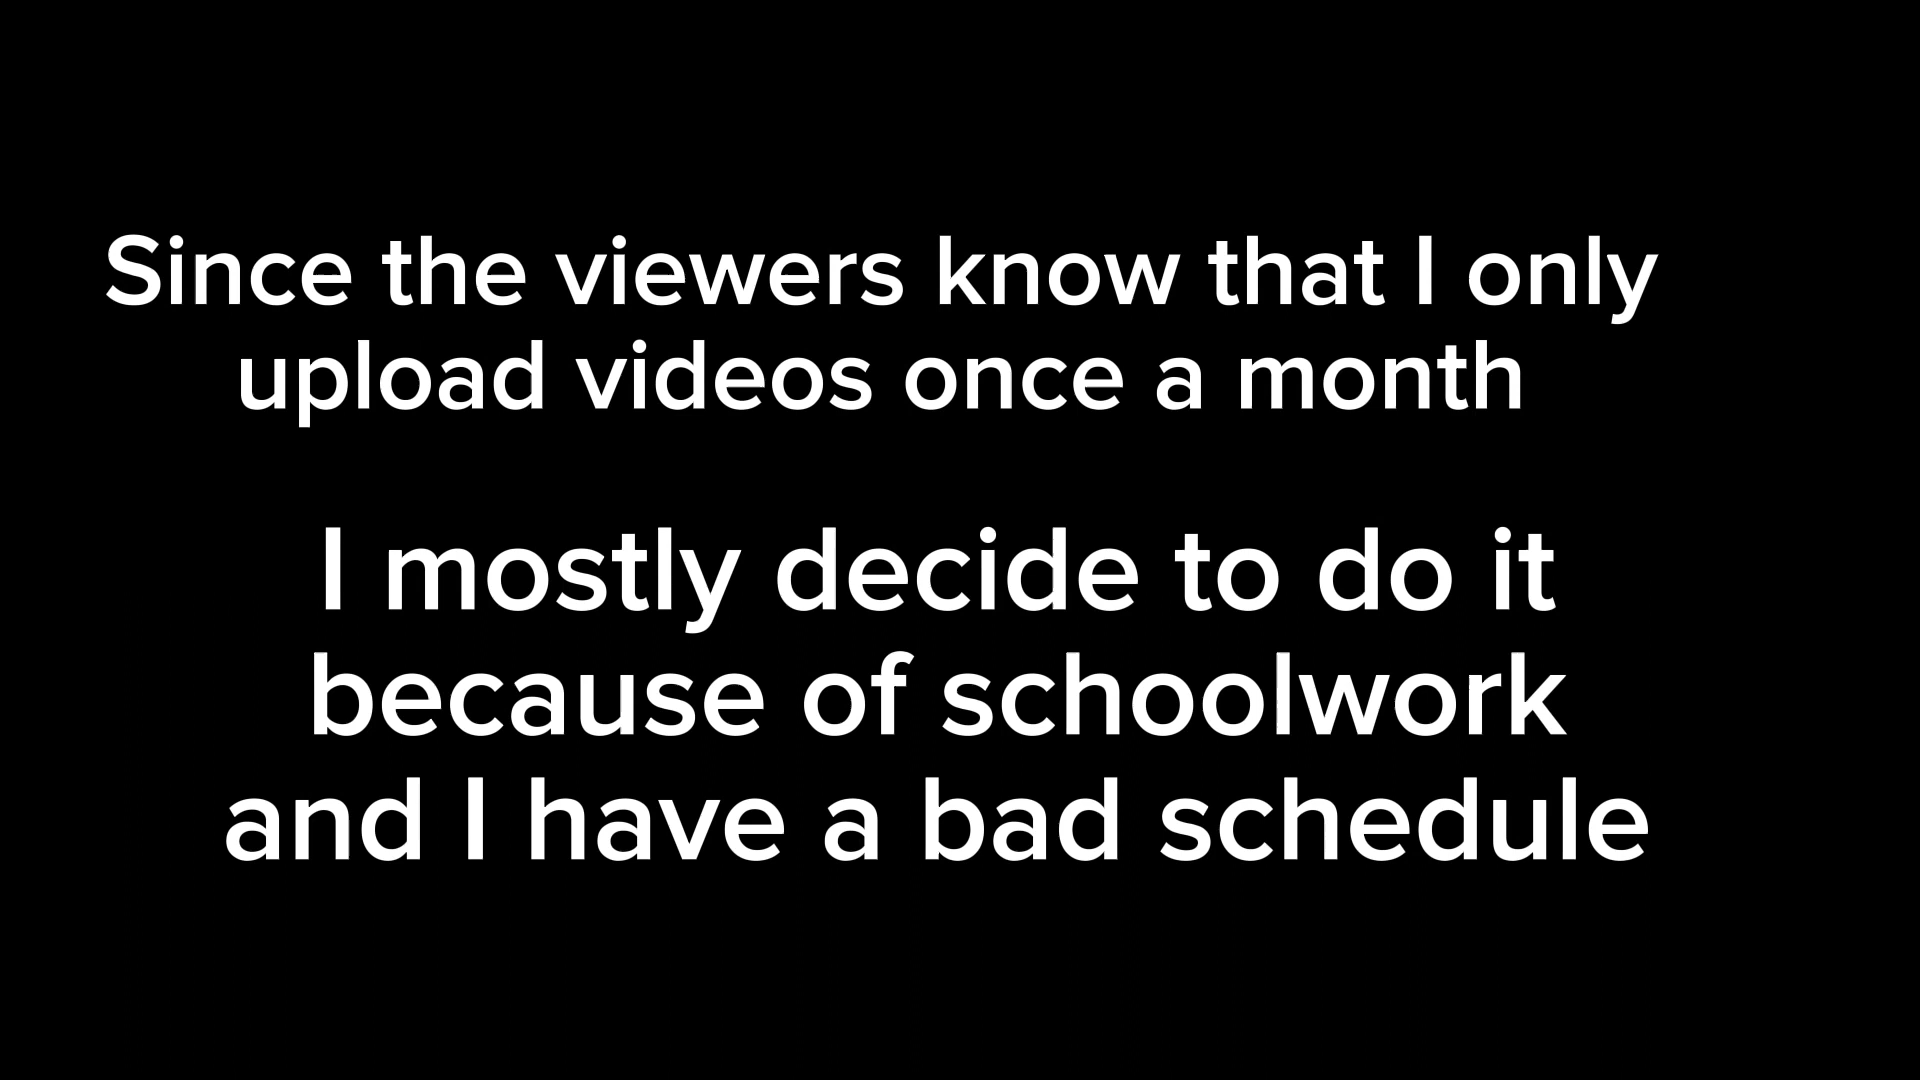 Since the viewers know that I only
upload videos once a month
I mostly decide to do it
because of schoolwork
and I have a bad schedule